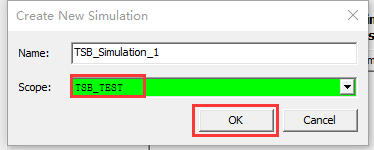 Create New Simulation
Name: TSB_Simulation_1
Scope: TSB_TEST
OK Cancel